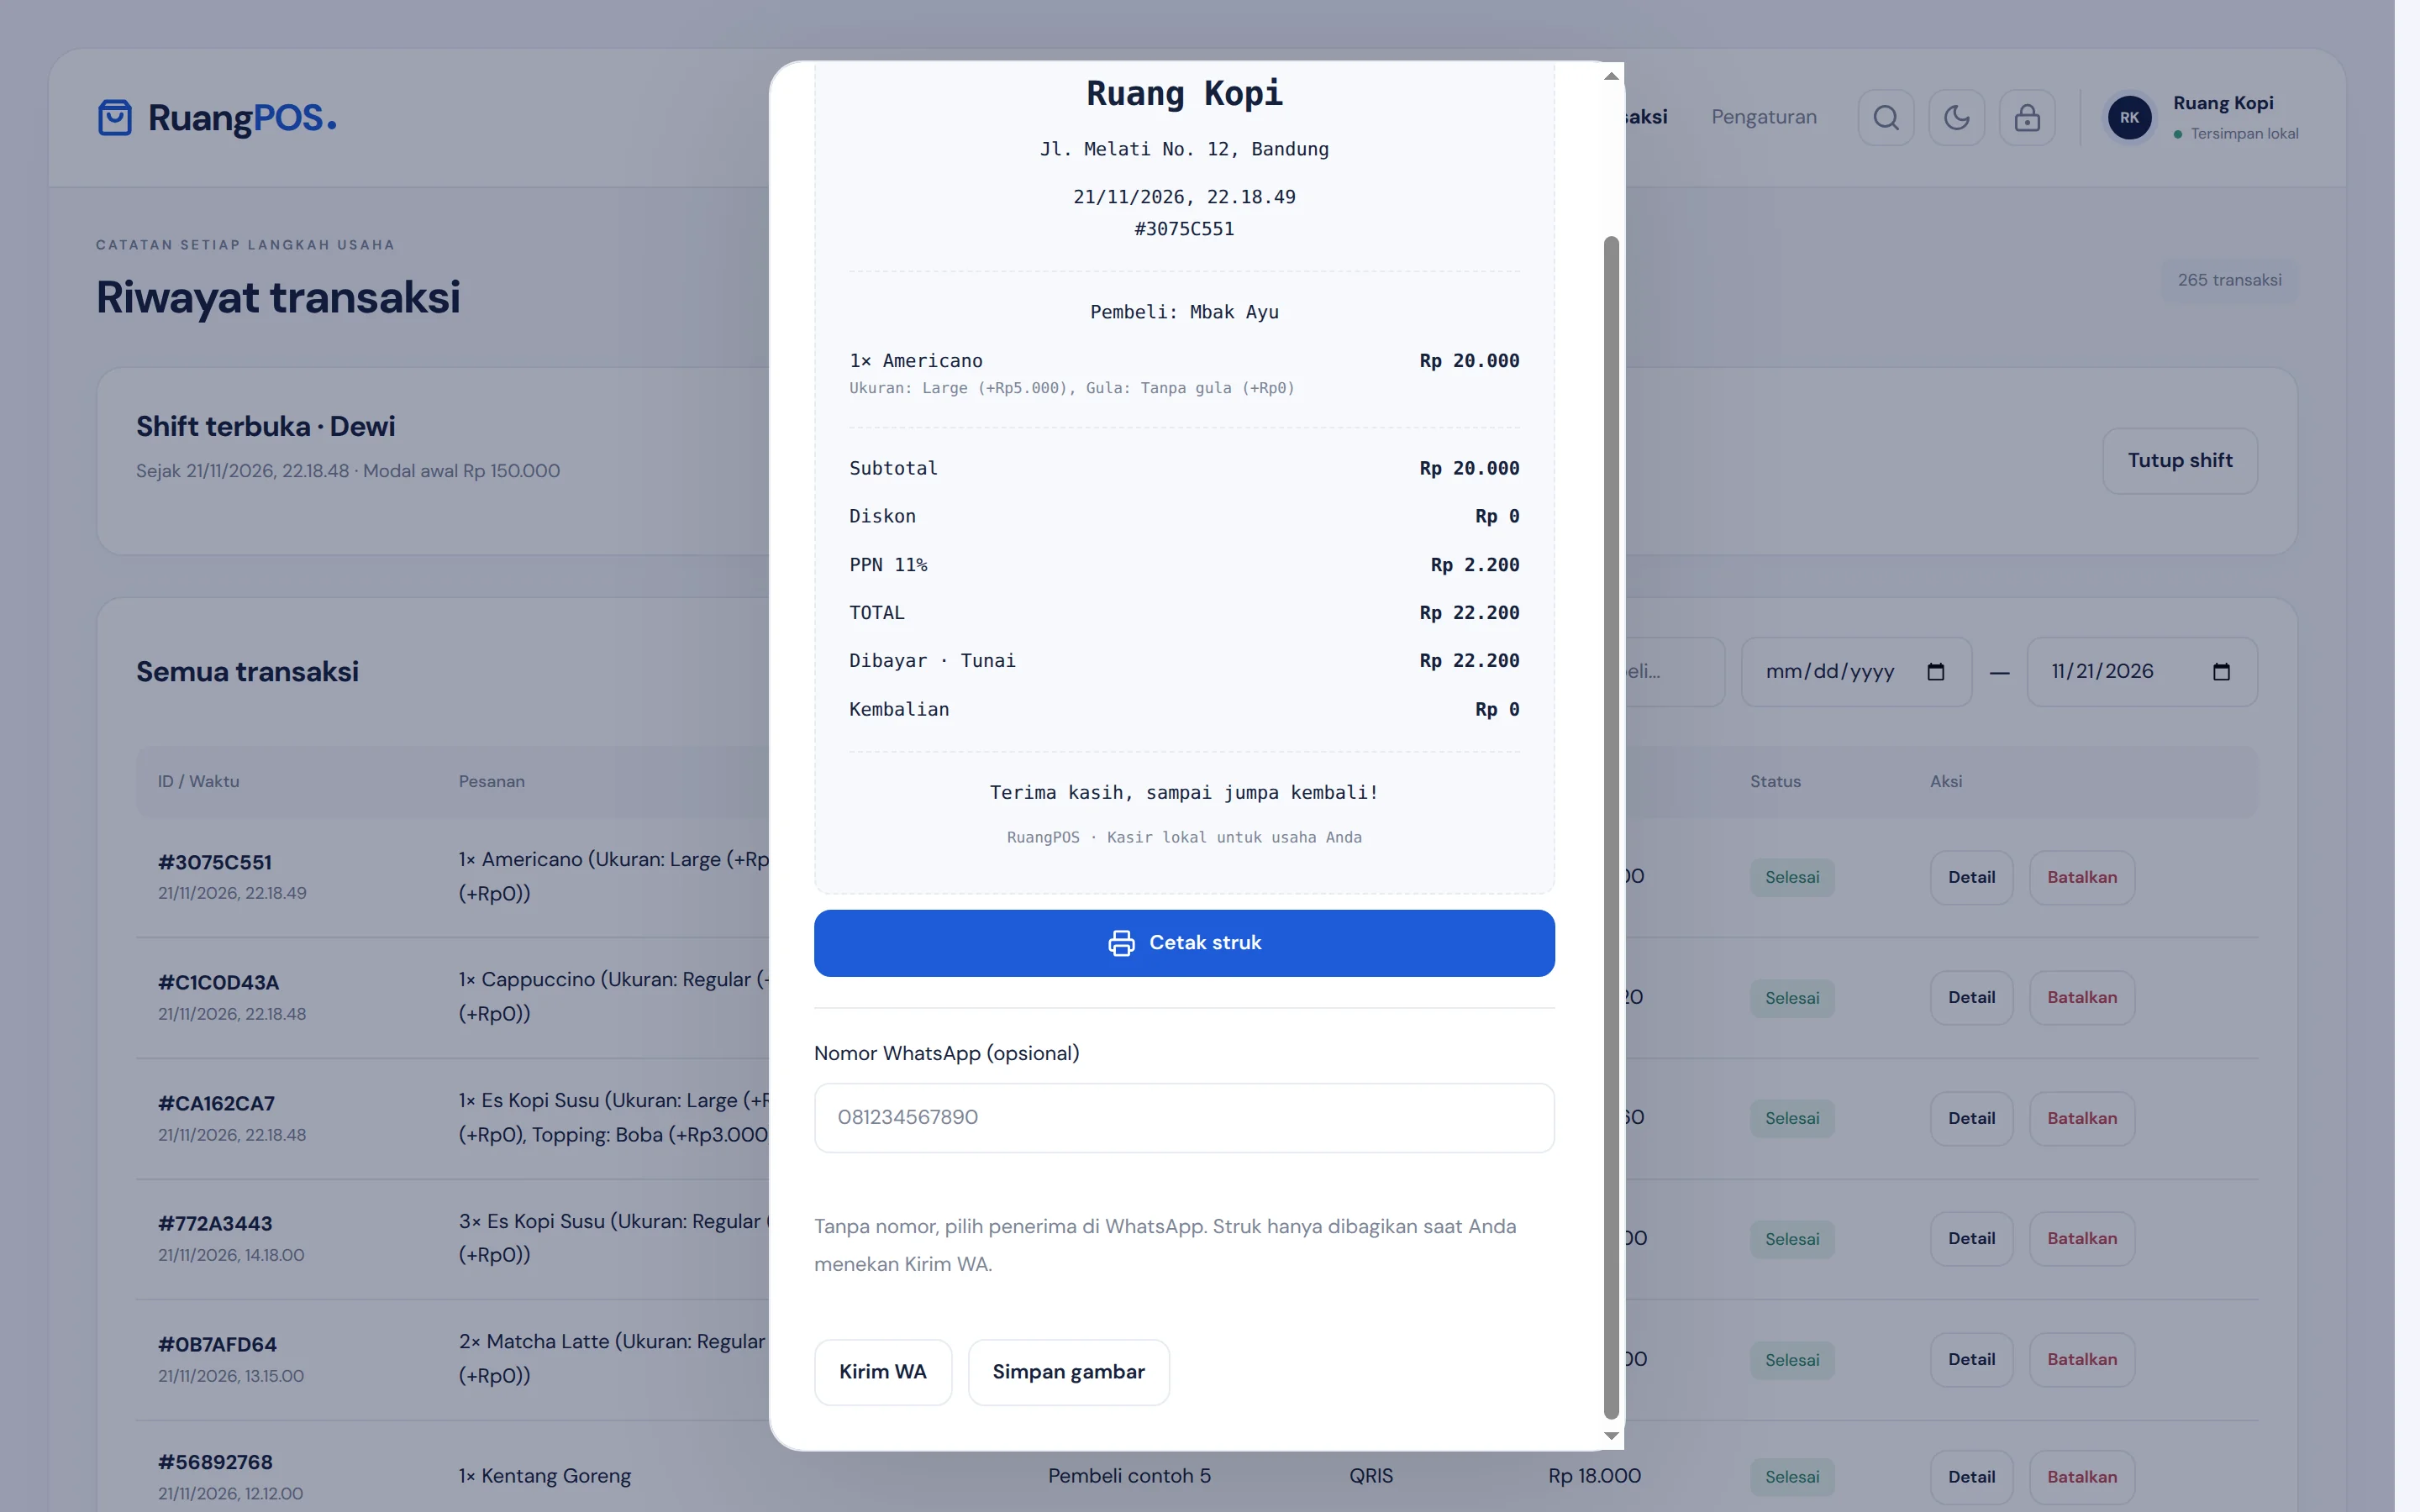 RuangPOS.
saksi
Pengaturan
RK
Ruang Kopi
Tersimpan lokal
CATATAN SETIAP LANGKAH USAHA
Riwayat transaksi
265 transaksi
Shift terbuka · Dewi
Sejak 21/11/2026, 22.18.48 · Modal awal Rp 150.000
Tutup shift
Semua transaksi
eli...
mm/dd/yyyy
—
11/21/2026
ID / Waktu
Pesanan
Status
Aksi
#3075C551
21/11/2026, 22.18.49
1× Americano (Ukuran: Large (+Rp
(+Rp0))
00
Selesai
Detail
Batalkan
#C1C0D43A
21/11/2026, 22.18.48
1× Cappuccino (Ukuran: Regular (
(+Rp0))
20
Selesai
Detail
Batalkan
#CA162CA7
21/11/2026, 22.18.48
1× Es Kopi Susu (Ukuran: Large (+R
(+Rp0), Topping: Boba (+Rp3.000
60
Selesai
Detail
Batalkan
#772A3443
21/11/2026, 14.18.00
3× Es Kopi Susu (Ukuran: Regular
(+Rp0))
00
Selesai
Detail
Batalkan
#0B7AFD64
21/11/2026, 13.15.00
2× Matcha Latte (Ukuran: Regular
(+Rp0))
00
Selesai
Detail
Batalkan
#56892768
21/11/2026, 12.12.00
1× Kentang Goreng
Pembeli contoh 5
QRIS
Rp 18.000
Selesai
Detail
Batalkan
Ruang Kopi
Jl. Melati No. 12, Bandung
21/11/2026, 22.18.49
#3075C551
Pembeli: Mbak Ayu
1× Americano Rp 20.000
Ukuran: Large (+Rp5.000), Gula: Tanpa gula (+Rp0)
Subtotal Rp 20.000
Diskon Rp 0
PPN 11% Rp 2.200
TOTAL Rp 22.200
Dibayar · Tunai Rp 22.200
Kembalian Rp 0
Terima kasih, sampai jumpa kembali!
RuangPOS · Kasir lokal untuk usaha Anda
Cetak struk
Nomor WhatsApp (opsional)
081234567890
Tanpa nomor, pilih penerima di WhatsApp. Struk hanya dibagikan saat Anda
menekan Kirim WA.
Kirim WA
Simpan gambar